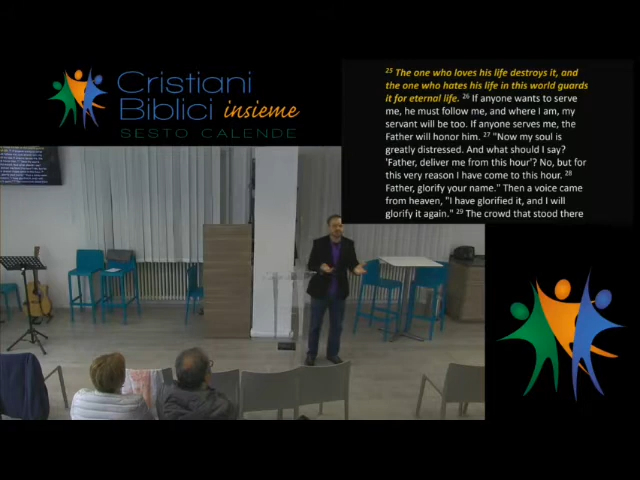 Cristiani
Biblici insieme
SESTO CALENDE
25 The one who loves his life destroys it, and
the one who hates his life in this world guards
it for eternal life. 26 If anyone wants to serve
me, he must follow me, and where I am, my
servant will be too. If anyone serves me, the
Father will honor him. 27 "Now my soul is
greatly distressed. And what should I say?
'Father, deliver me from this hour'? No, but for
this very reason I have come to this hour. 28
Father, glorify your name." Then a voice came
from heaven, "I have glorified it, and I will
glorify it again." 29 The crowd that stood there